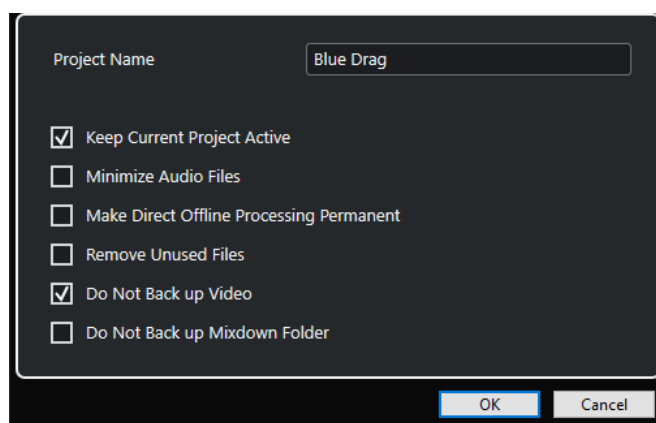 Project Name
Blue Drag
Keep Current Project Active
Minimize Audio Files
Make Direct Offline Processing Permanent
Remove Unused Files
Do Not Back up Video
Do Not Back up Mixdown Folder
OK
Cancel